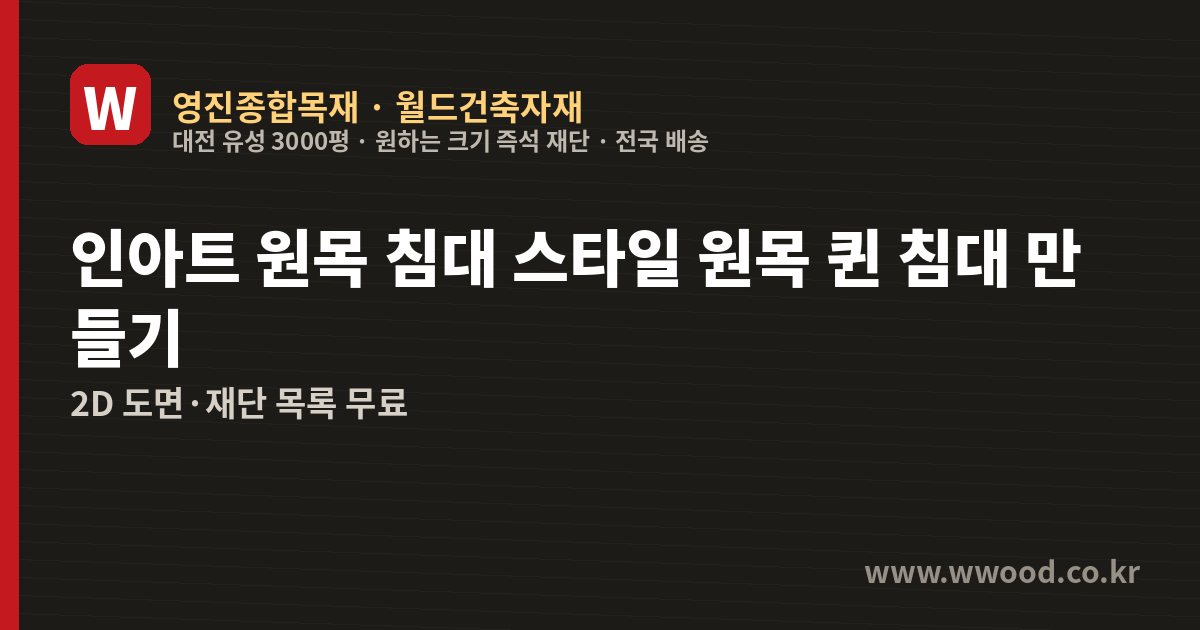 W
영진종합목재 · 월드건축자재
대전 유성 3000평 · 원하는 크기 즉석 재단 · 전국 배송
인아트 원목 침대 스타일 원목 퀸 침대 만
들기
2D 도면·재단 목록 무료
www.wwood.co.kr